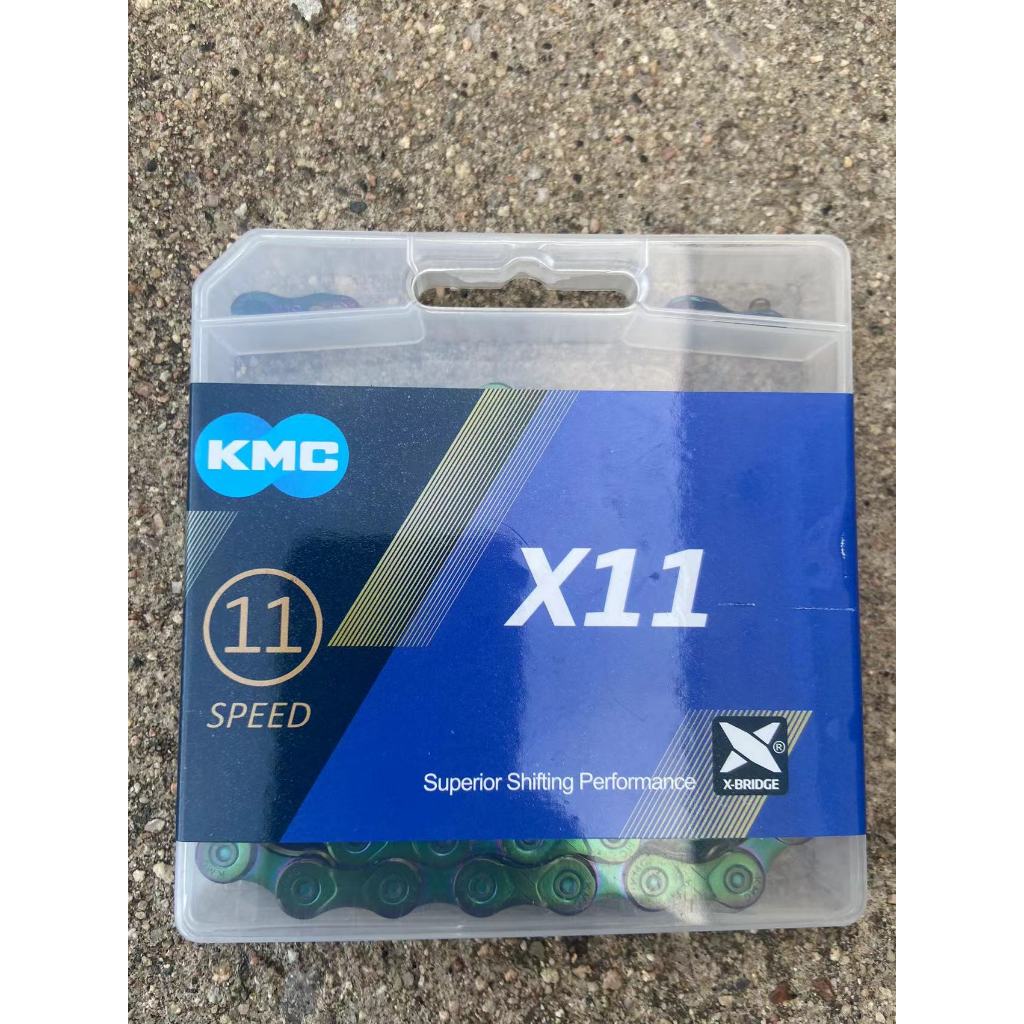 KMC
X11
11
SPEED
Superior Shifting Performance
®
X-BRIDGE